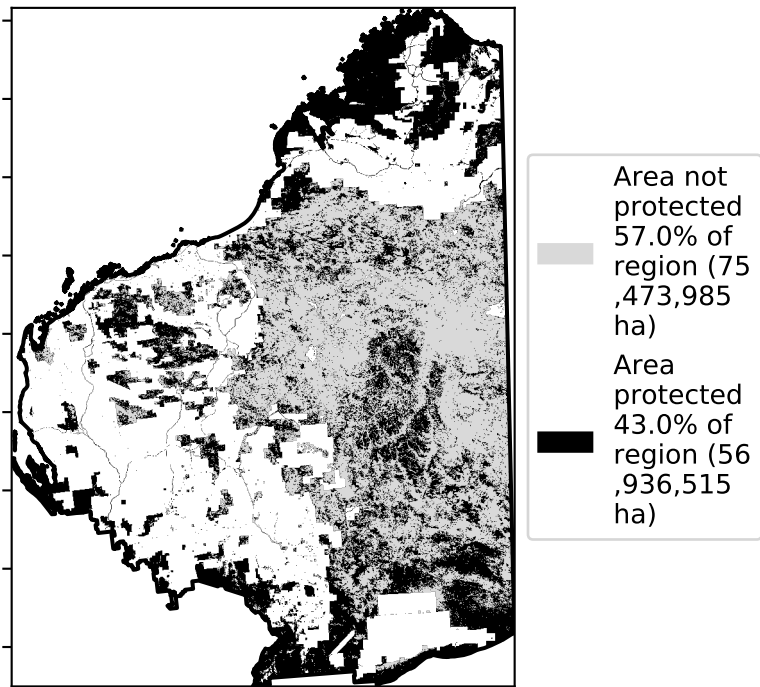 Area not
protected
57.0% of
region (75
,473,985
ha)
Area
protected
43.0% of
region (56
,936,515
ha)